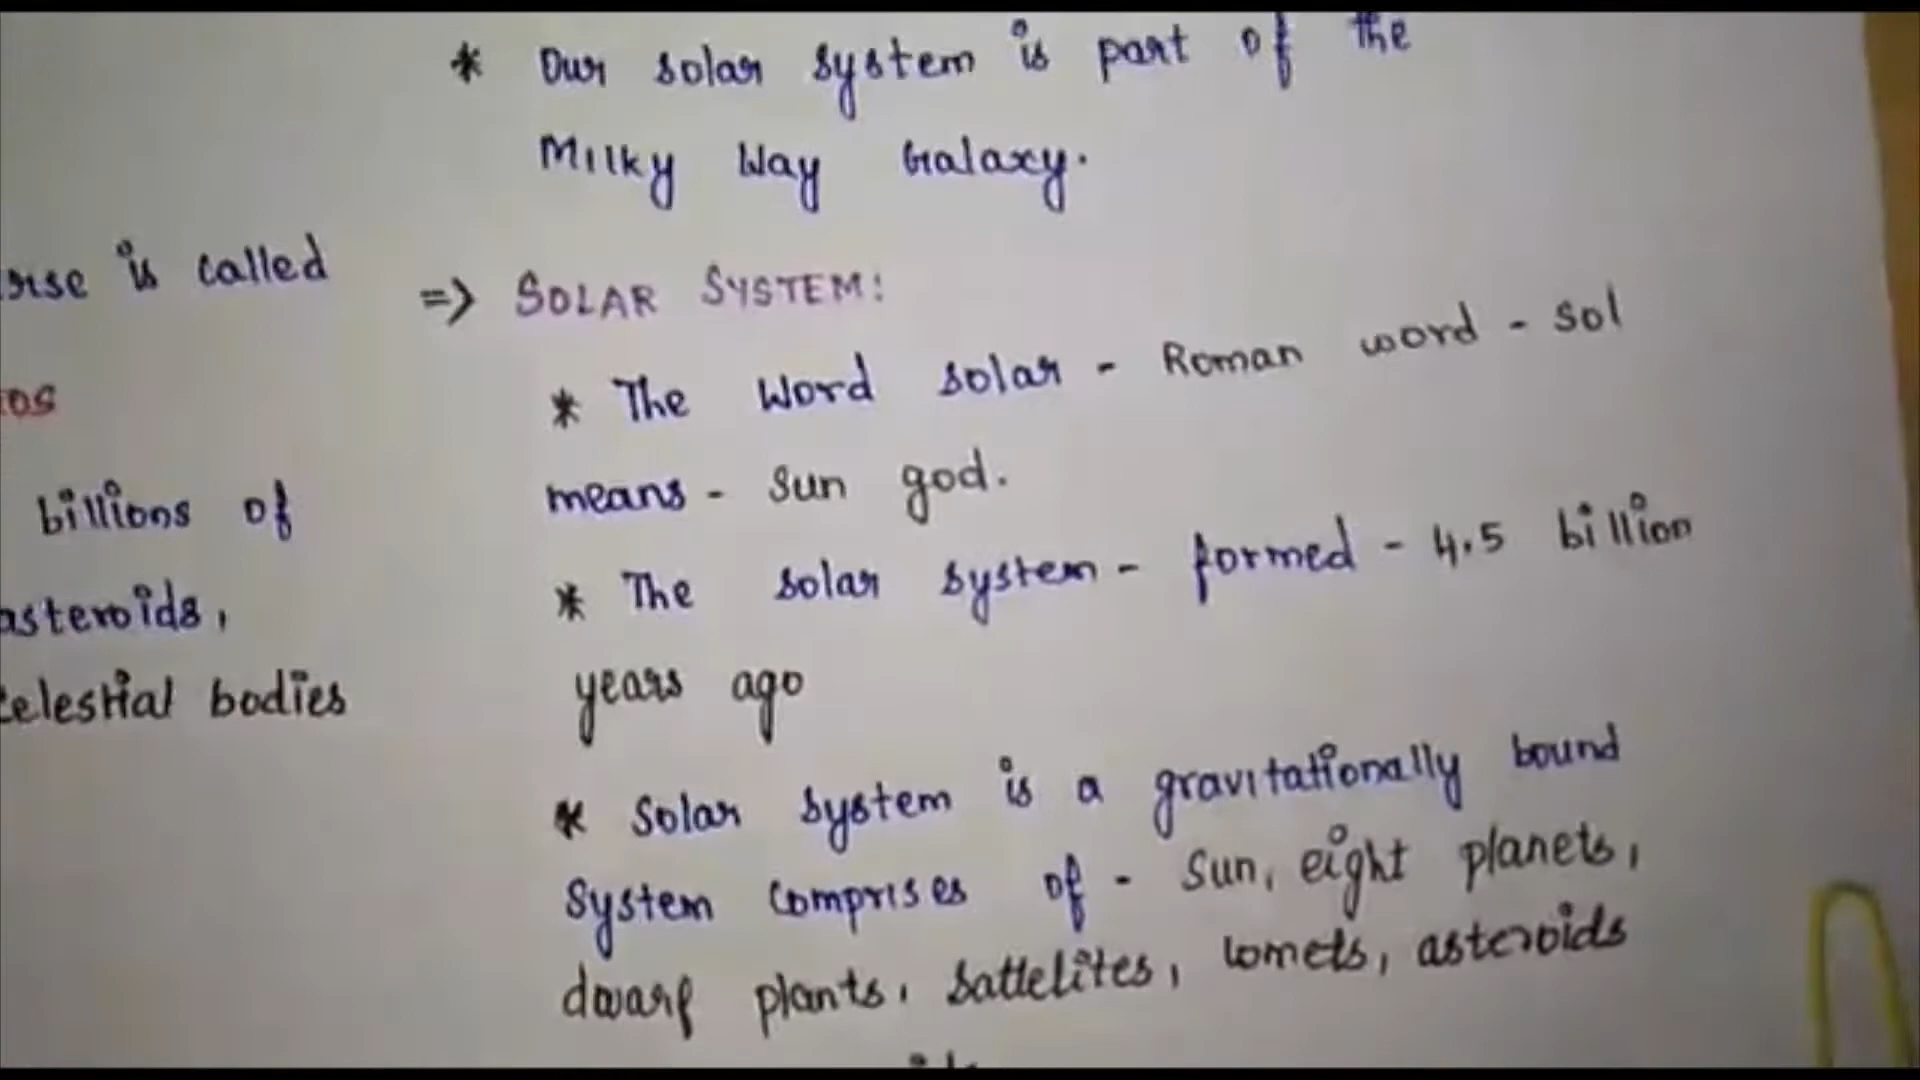 rse is called
os
billions of
asteroids,
celestial bodies
* Our solar system is part of the
Milky Way Galaxy.
=> SOLAR SYSTEM:
* The word solar - Roman word - sol
means - sun god.
* The solar system - formed - 4.5 billion
years ago
* Solar system is a gravitationally bound
system comprises of - sun, eight planets,
dwarf plants, sattelites, comets, asteroids